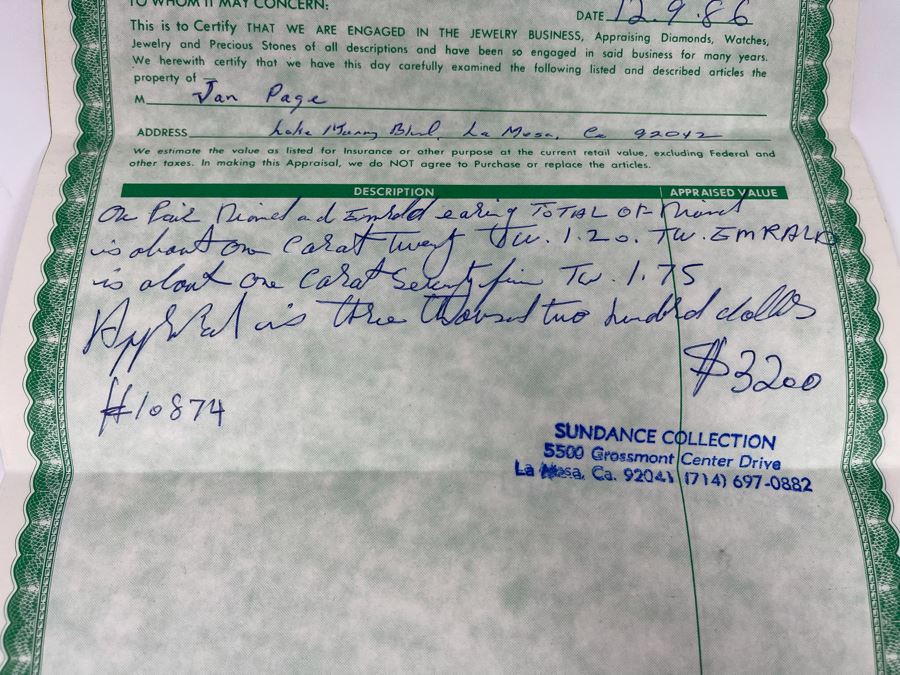 TO WHOM IT MAY CONCERN:
DATE 12.9.86
This is to Certify THAT WE ARE ENGAGED IN THE JEWELRY BUSINESS, Appraising Diamonds, Watches,
Jewelry and Precious Stones of all descriptions and have been so engaged in said business for many years.
We herewith certify that we have this day carefully examined the following listed and described articles the
property of
M Jan Page
ADDRESS Lake Murry Blvd, La Mesa, Ca 92042
We estimate the value as listed for Insurance or other purpose at the current retail value, excluding Federal and
other taxes. In making this Appraisal, we do NOT agree to Purchase or replace the articles.
DESCRIPTION APPRAISED VALUE
One Pair Dimond ad Emrold earing TOTAL OF Dimond
is about one Carat twenty TW. 1.20. TW. EMRALD
is about one Carat Seventy five TW. 1.75
is three thousend two hundred dollars
$3200
#10874
SUNDANCE COLLECTION
5500 Grossmont Center Drive
La Mesa, Ca. 92041 (714) 697-0882